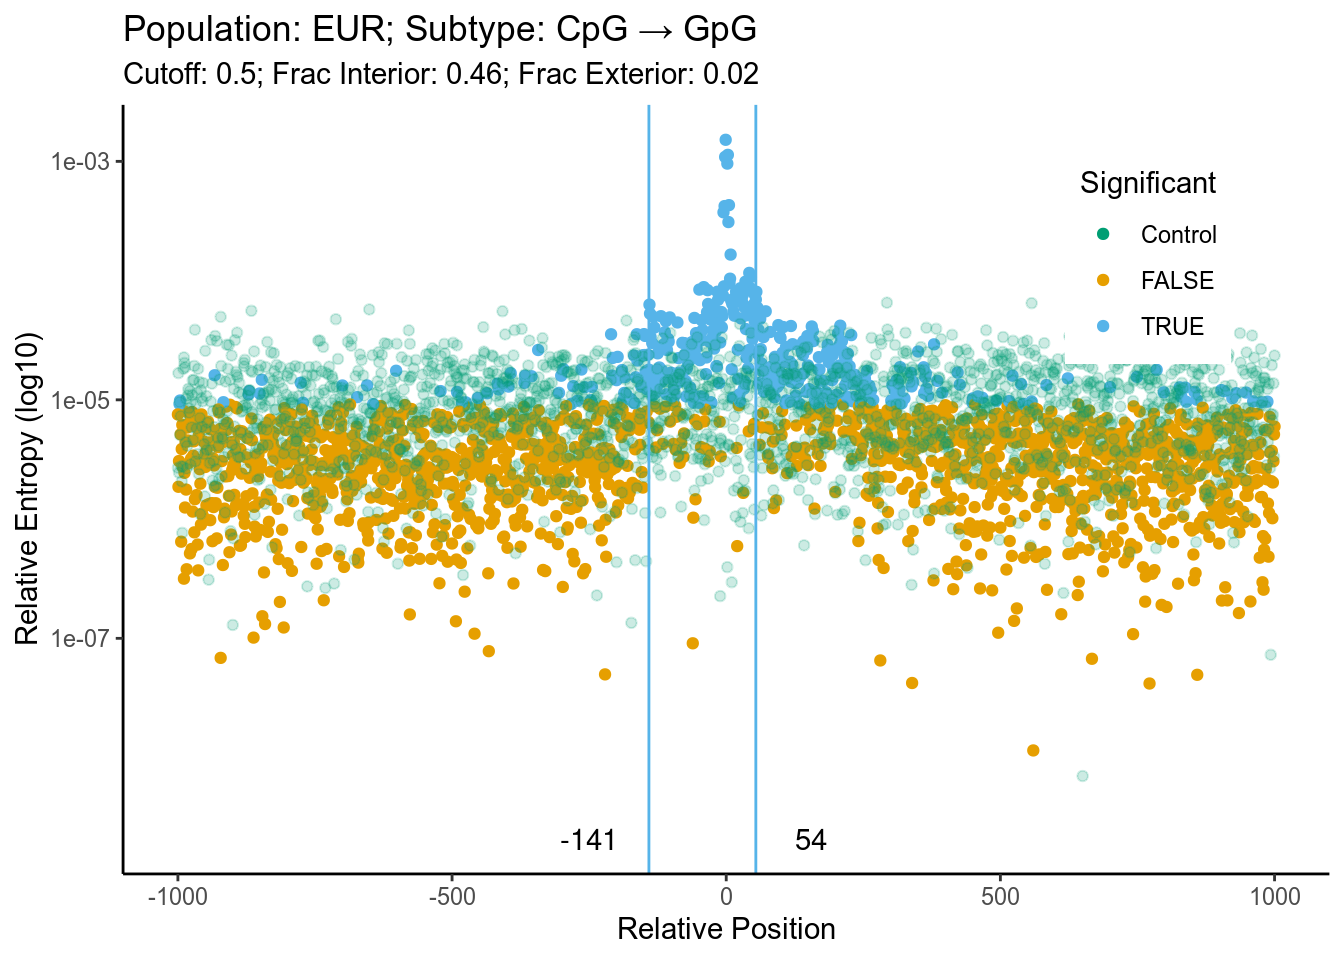 Population: EUR; Subtype: CpG → GpG
Cutoff: 0.5; Frac Interior: 0.46; Frac Exterior: 0.02
Relative Entropy (log10)
1e-03
1e-05
1e-07
Significant
Control
FALSE
TRUE
-141
54
-1000
-500
0
500
1000
Relative Position